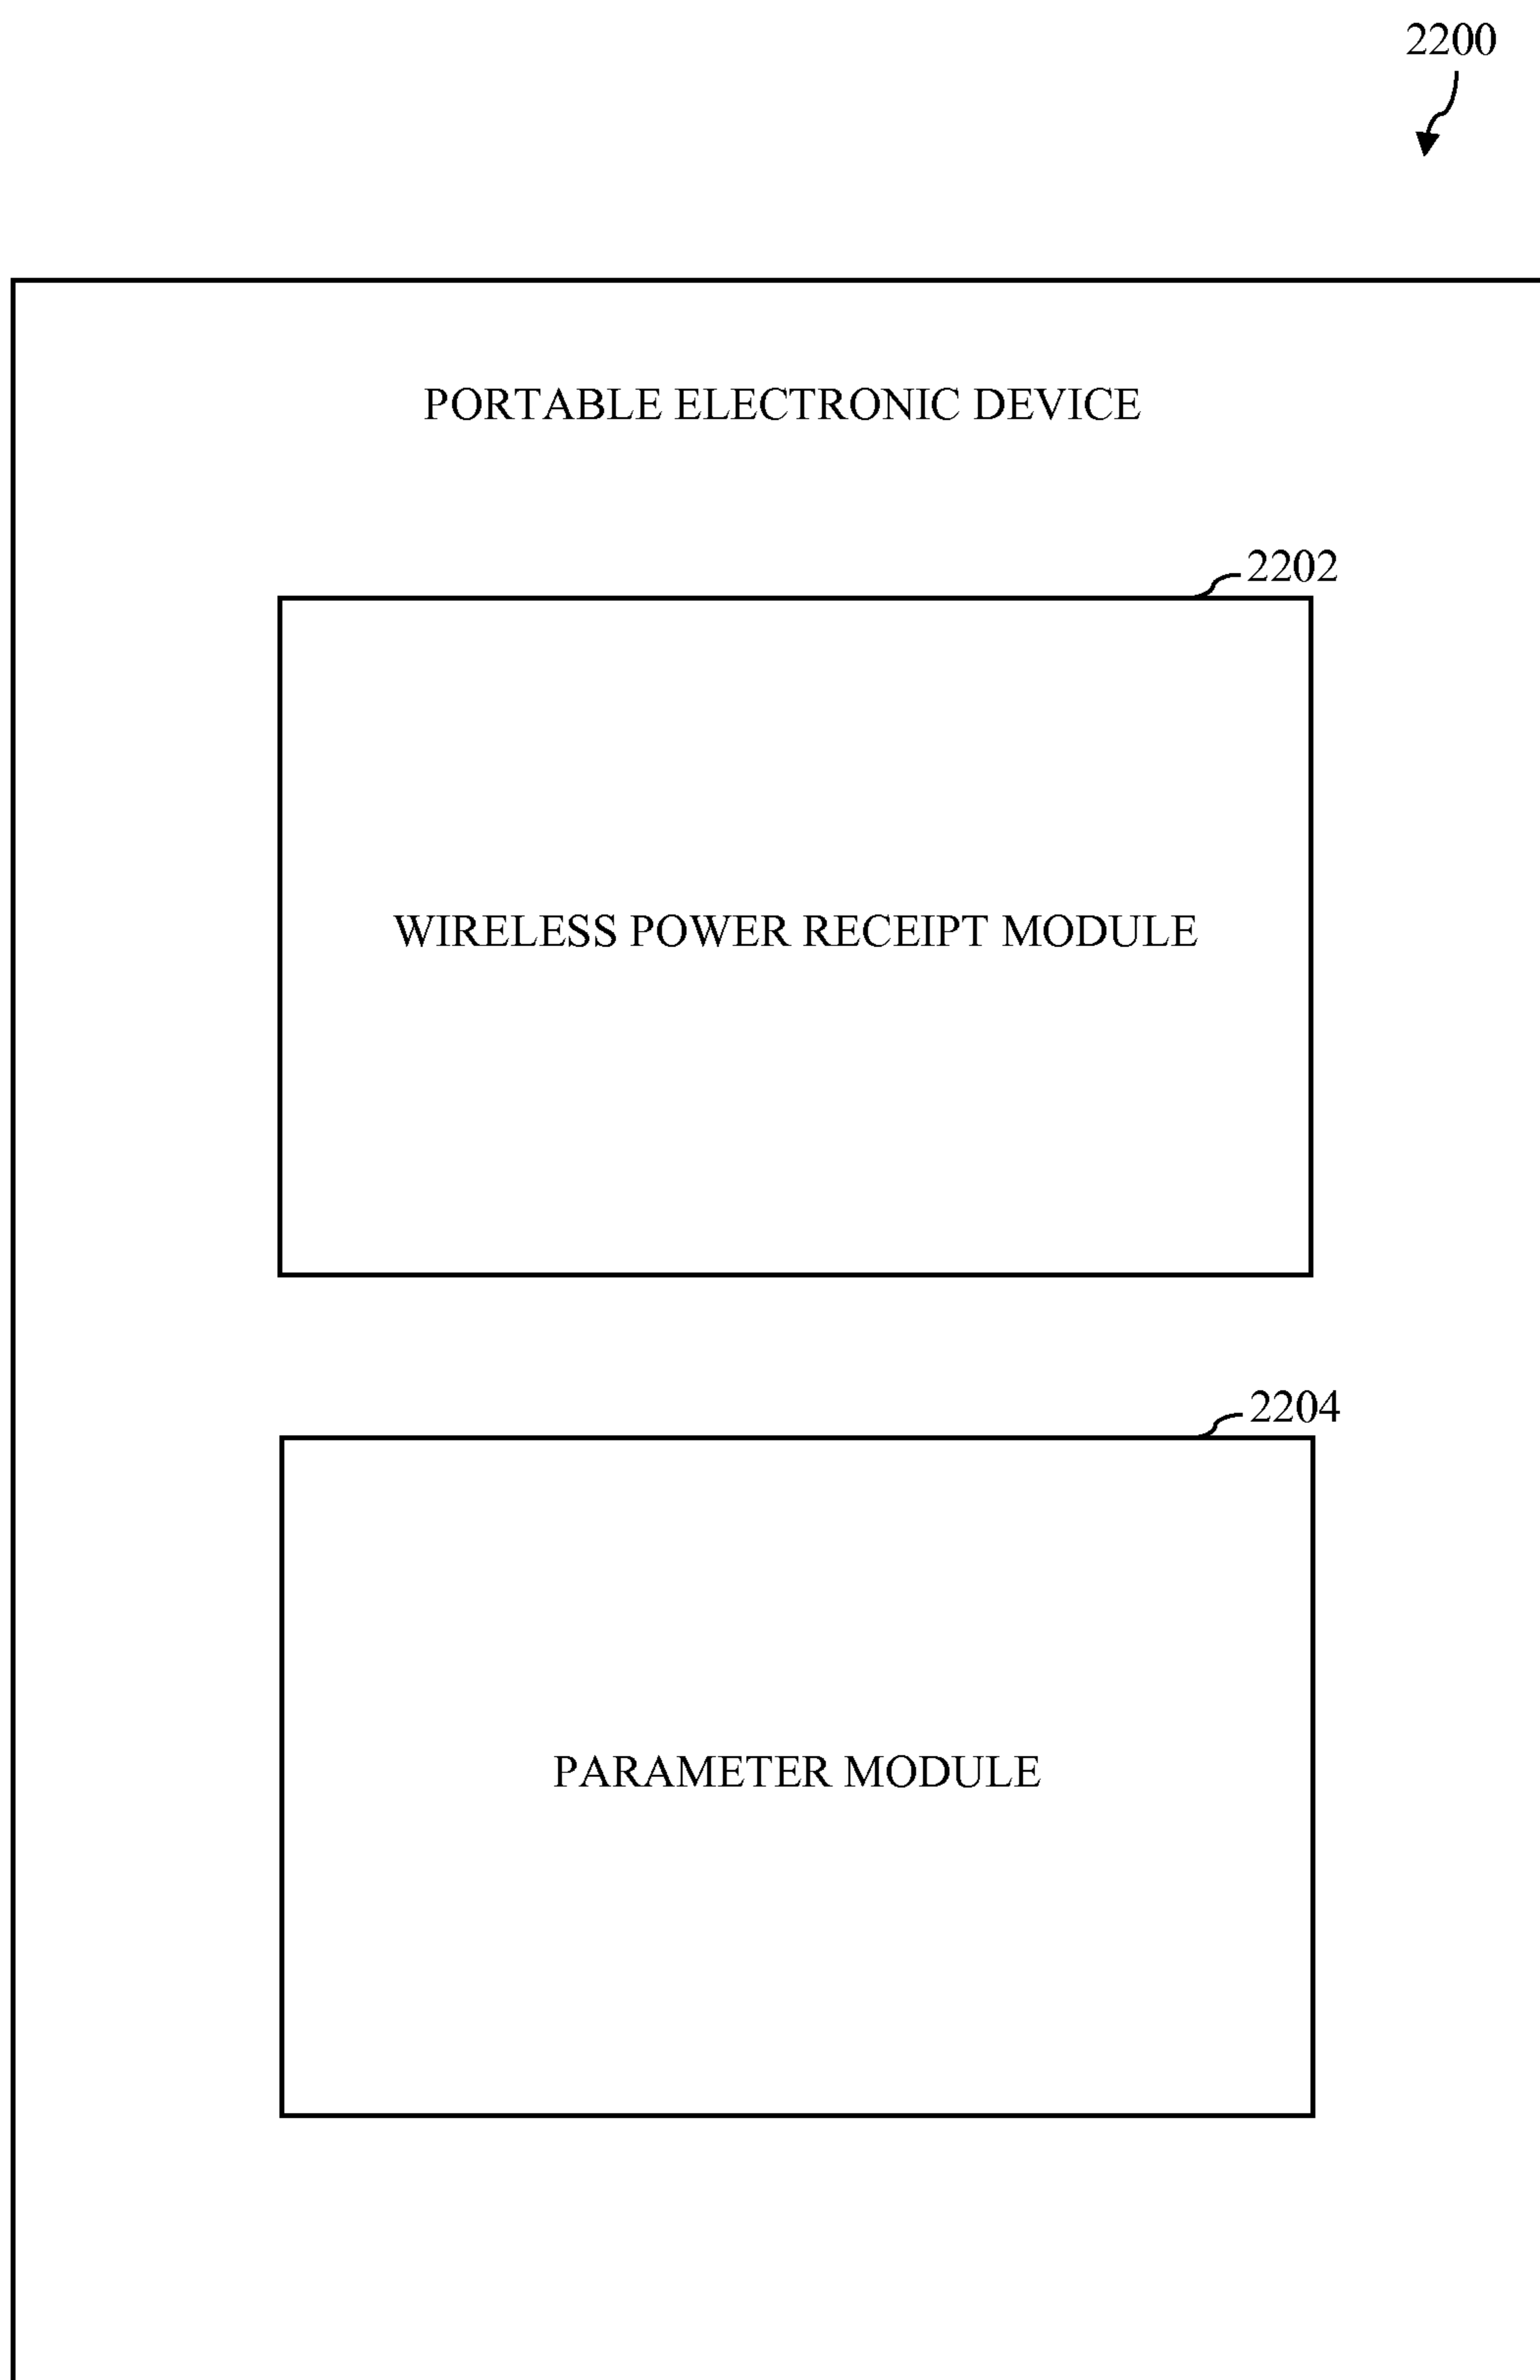 2200
PORTABLE ELECTRONIC DEVICE
2202
WIRELESS POWER RECEIPT MODULE
2204
PARAMETER MODULE